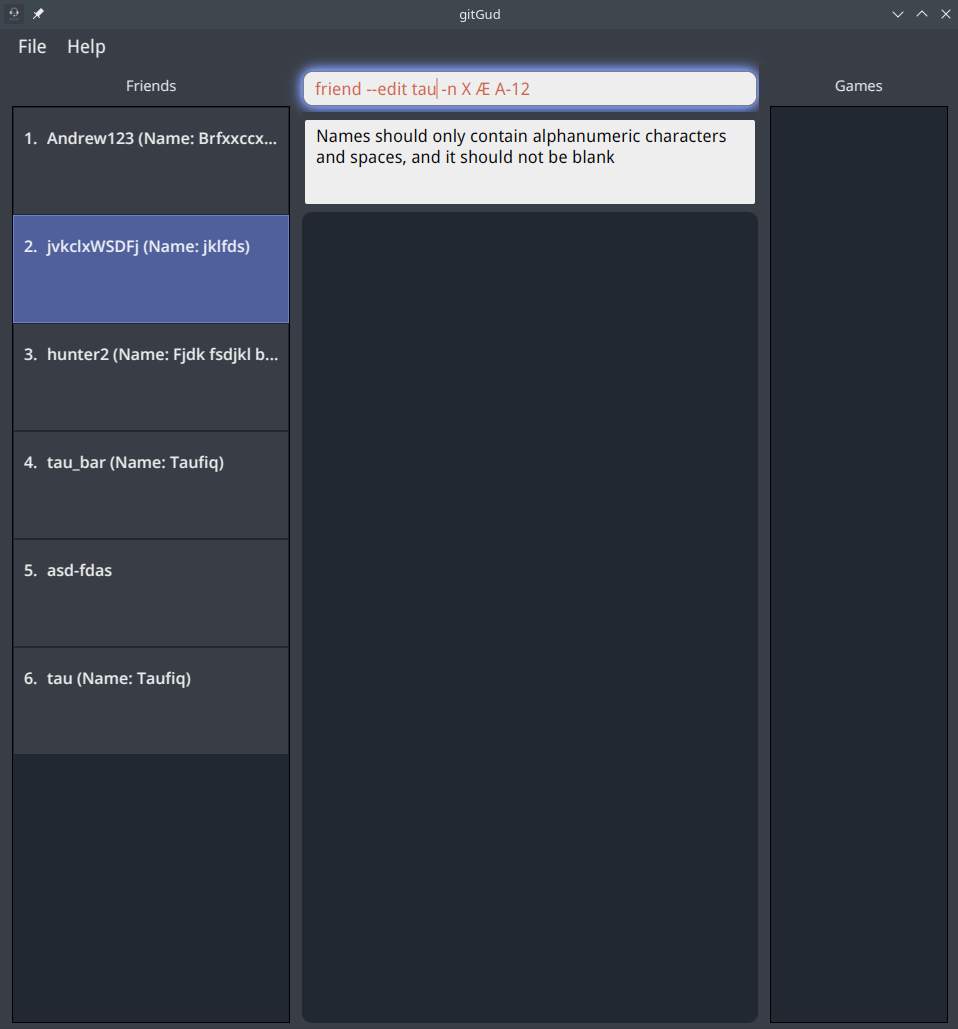 gitGud
File Help
Friends
1. Andrew123 (Name: Brfxxccx...
2. jvkclxWSDFj (Name: jklfds)
3. hunter2 (Name: Fjdk fsdjkl b...
4. tau_bar (Name: Taufiq)
5. asd-fdas
6. tau (Name: Taufiq)
friend --edit tau -n X Æ A-12
Names should only contain alphanumeric characters
and spaces, and it should not be blank
Games